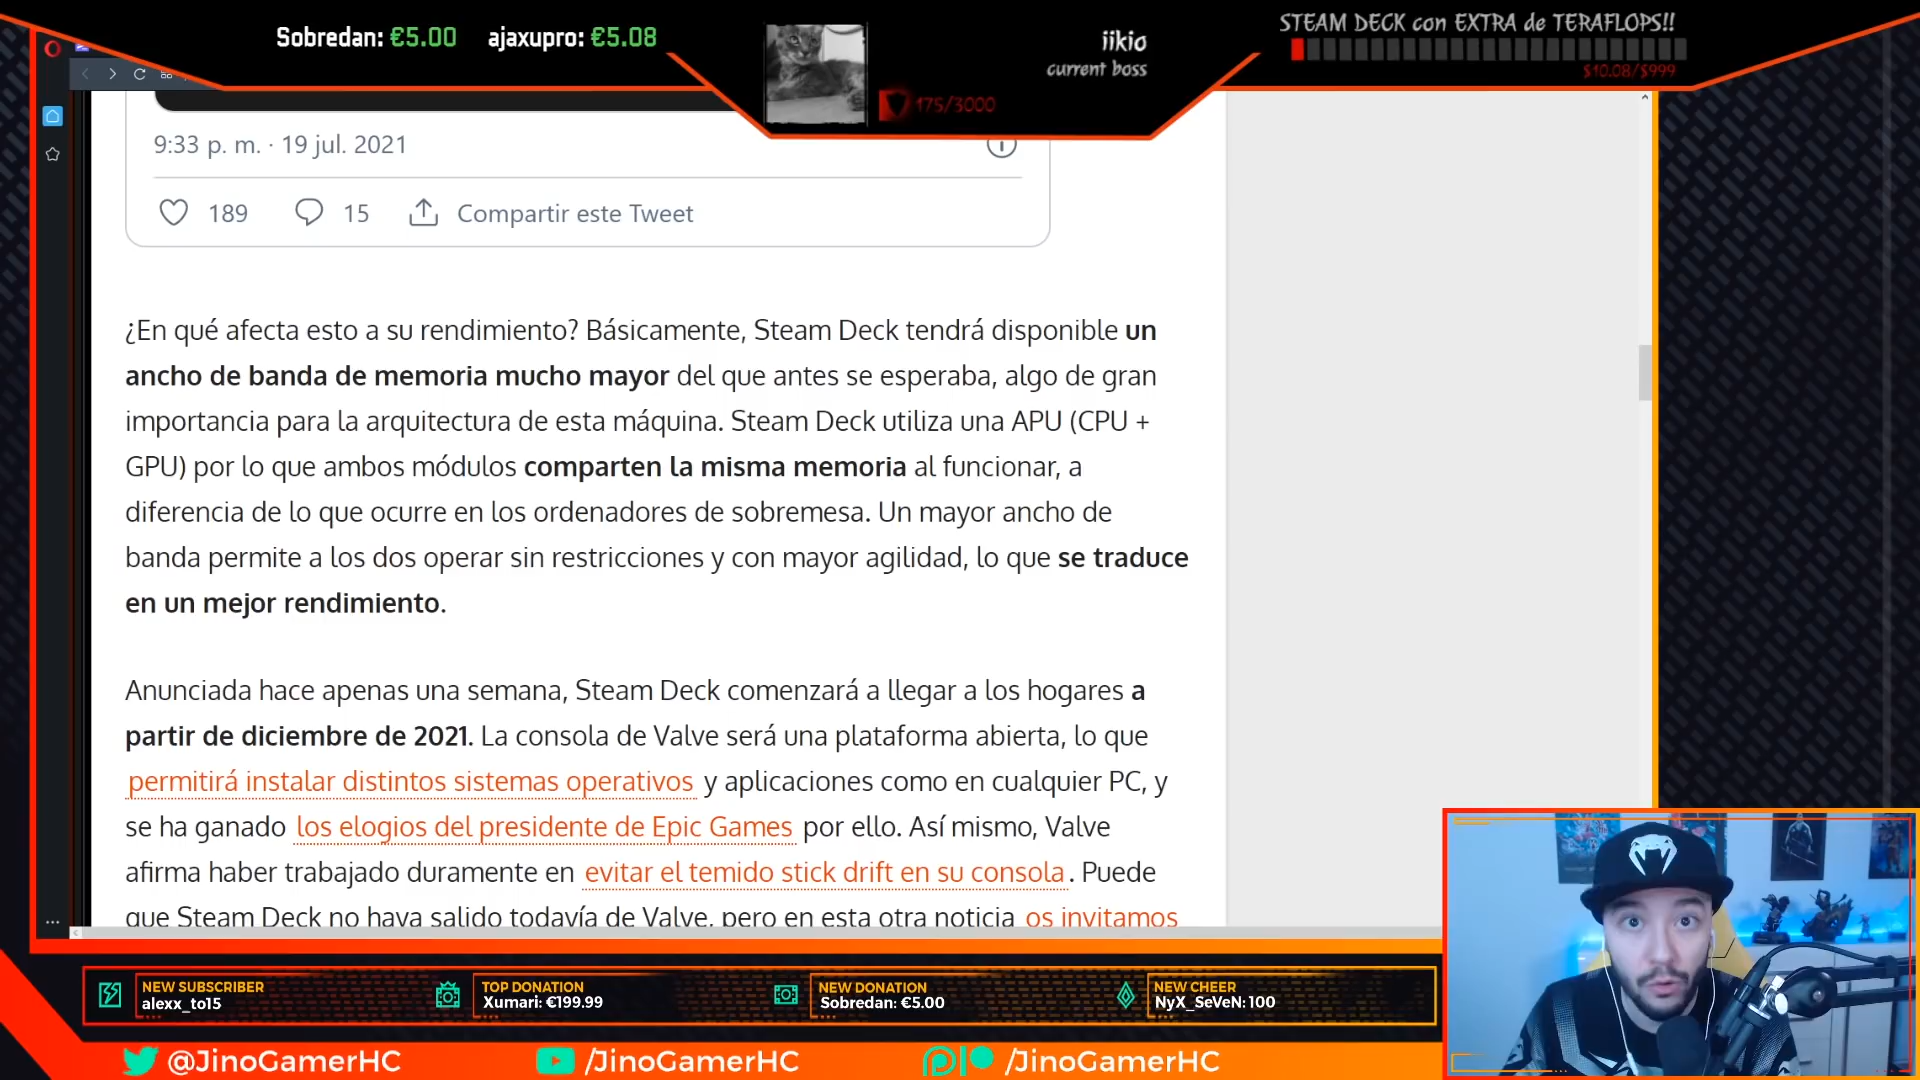 Sobredan: €5.00 ajaxupro: €5.08
iikio
current boss
175/3000
STEAM DECK con EXTRA de TERAFLOPS!!
$10.08/$999
9:33 p. m. · 19 jul. 2021
189 15 Compartir este Tweet
¿En qué afecta esto a su rendimiento? Básicamente, Steam Deck tendrá disponible un
ancho de banda de memoria mucho mayor del que antes se esperaba, algo de gran
importancia para la arquitectura de esta máquina. Steam Deck utiliza una APU (CPU +
GPU) por lo que ambos módulos comparten la misma memoria al funcionar, a
diferencia de lo que ocurre en los ordenadores de sobremesa. Un mayor ancho de
banda permite a los dos operar sin restricciones y con mayor agilidad, lo que se traduce
en un mejor rendimiento.
Anunciada hace apenas una semana, Steam Deck comenzará a llegar a los hogares a
partir de diciembre de 2021. La consola de Valve será una plataforma abierta, lo que
permitirá instalar distintos sistemas operativos y aplicaciones como en cualquier PC, y
se ha ganado los elogios del presidente de Epic Games por ello. Así mismo, Valve
afirma haber trabajado duramente en evitar el temido stick drift en su consola. Puede
que Steam Deck no haya salido todavía de Valve, pero en esta otra noticia os invitamos
NEW SUBSCRIBER
alexx_to15
TOP DONATION
Xumari: €199.99
NEW DONATION
Sobredan: €5.00
NEW CHEER
NyX_SeVeN: 100
@JinoGamerHC
/JinoGamerHC
/JinoGamerHC